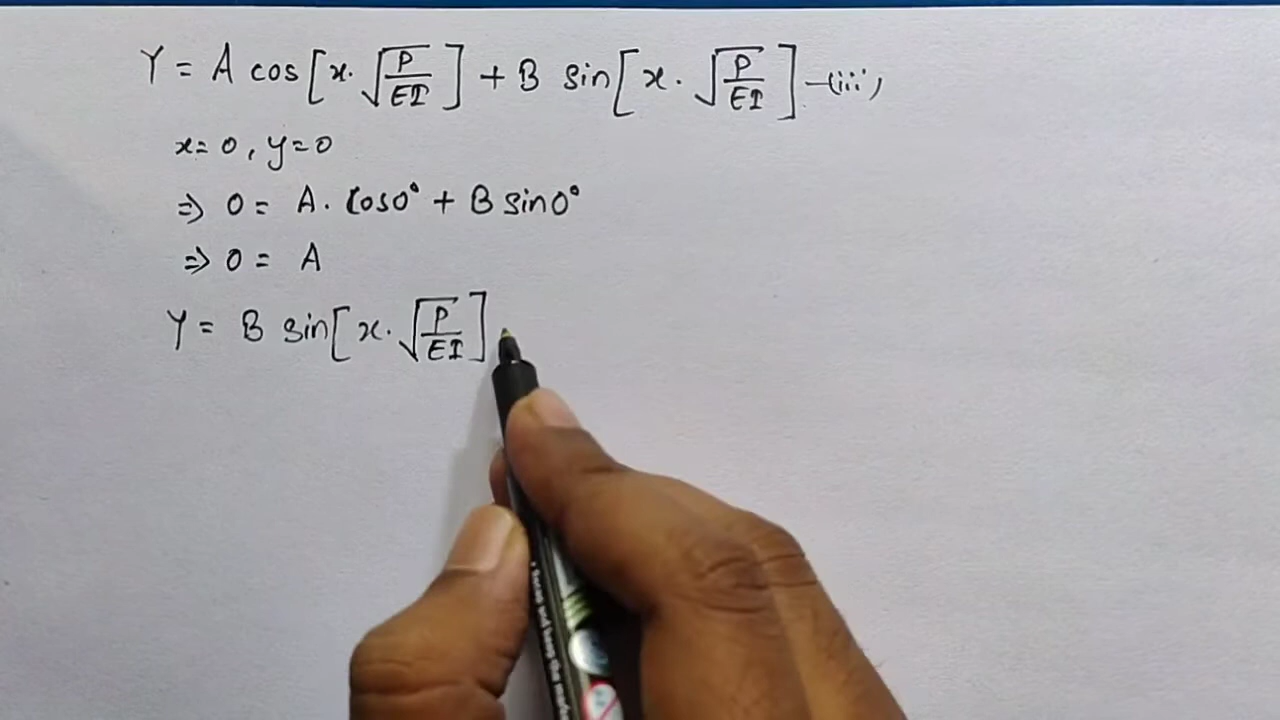 Y = A cos[x.√(P/EI)] + B sin[x.√(P/EI)] -(iii)
x=0, y=0
⇒ 0 = A. Cos0° + B sin0°
⇒ 0 = A
Y = B sin[x.√(P/EI)]